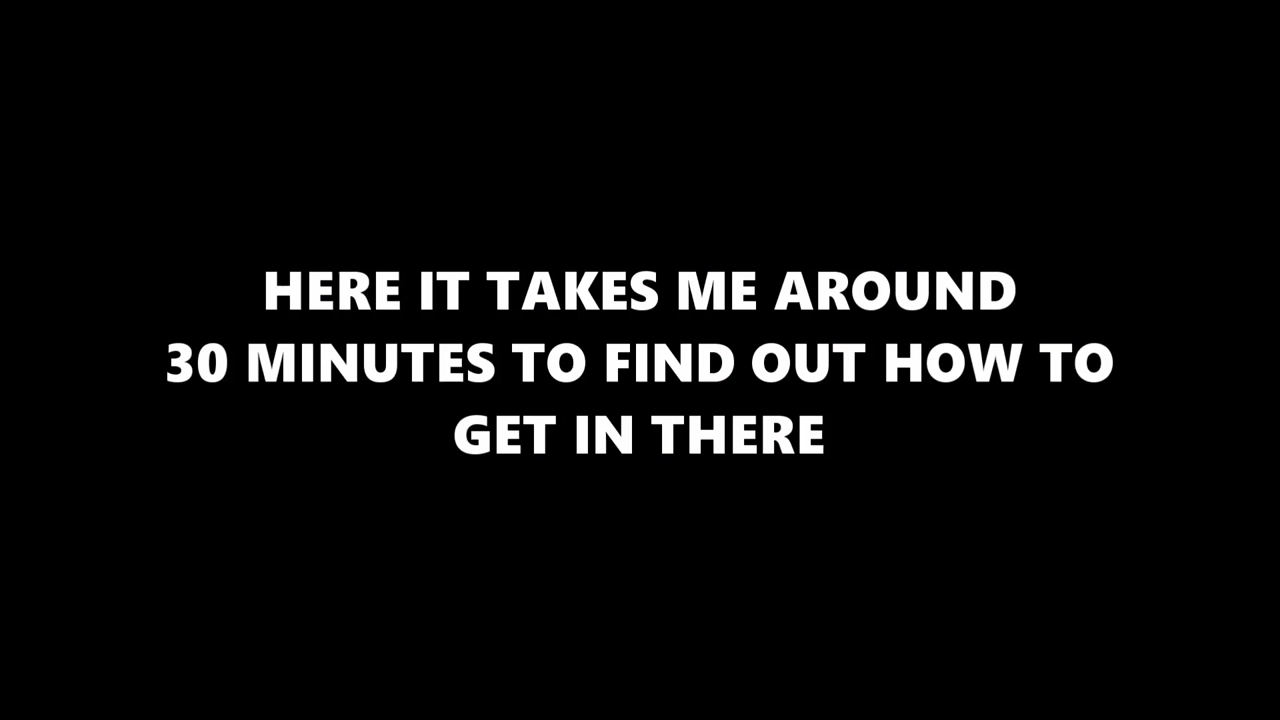 HERE IT TAKES ME AROUND
30 MINUTES TO FIND OUT HOW TO
GET IN THERE